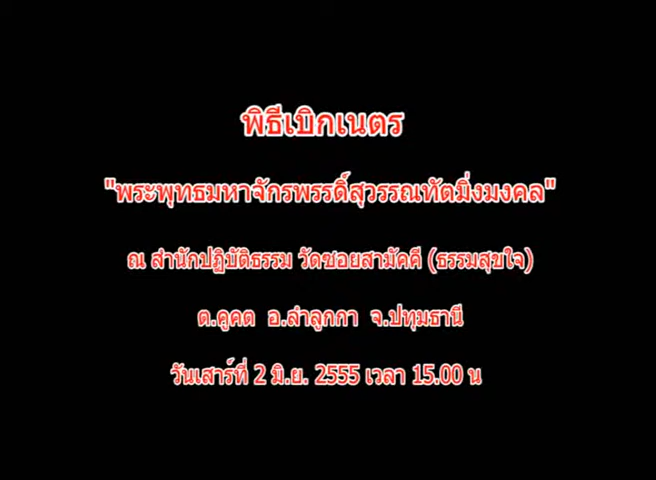 พิธีเบิกเนตร
"พระพุทธมหาจักรพรรดิ์สุวรรณทัตมิ่งมงคล"
ณ สำนักปฏิบัติธรรม วัดซอยสามัคคี (ธรรมสุขใจ)
ต.คูคต อ.ลำลูกกา จ.ปทุมธานี
วันเสาร์ที่ 2 มิ.ย. 2555 เวลา 15.00 น